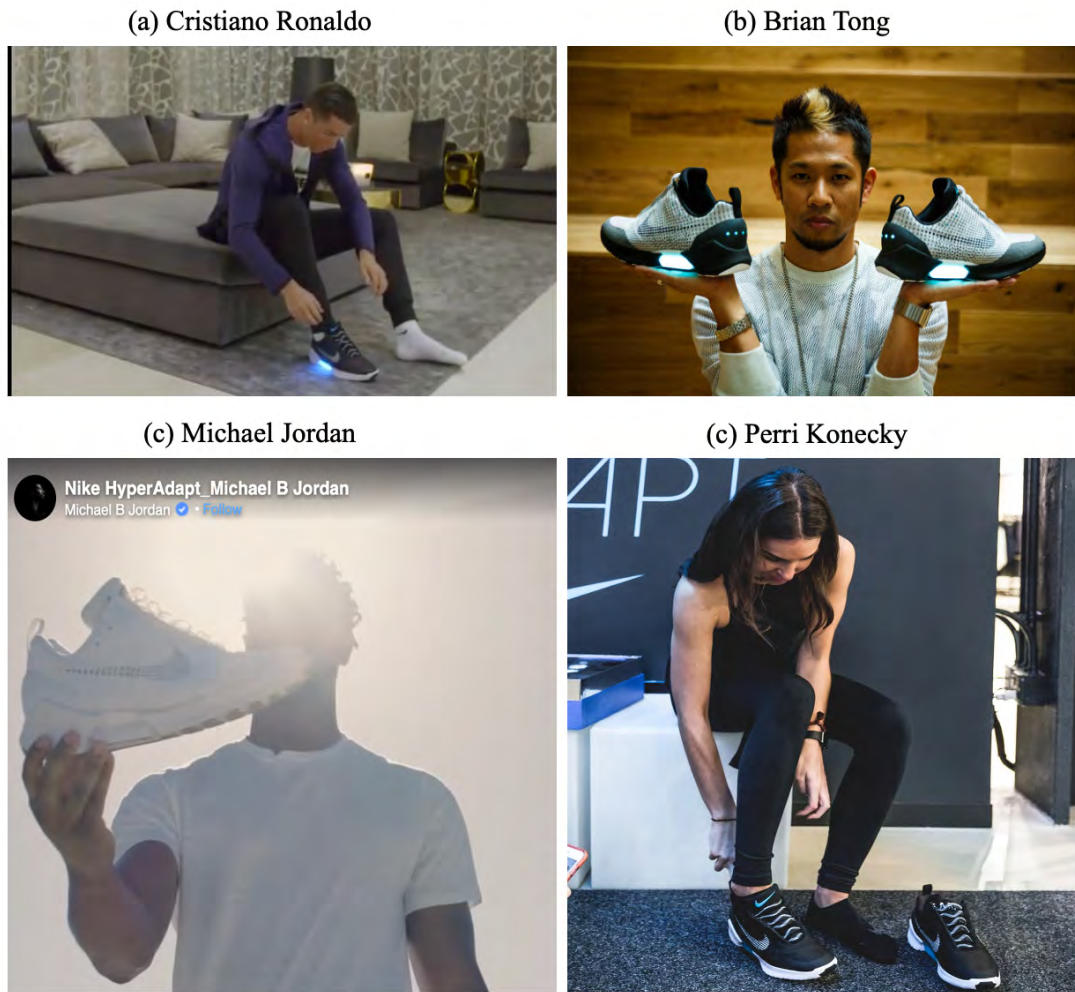 (a) Cristiano Ronaldo
(b) Brian Tong
(c) Michael Jordan
(c) Perri Konecky
Nike HyperAdapt_Michael B Jordan
Michael B Jordan • Follow
APT